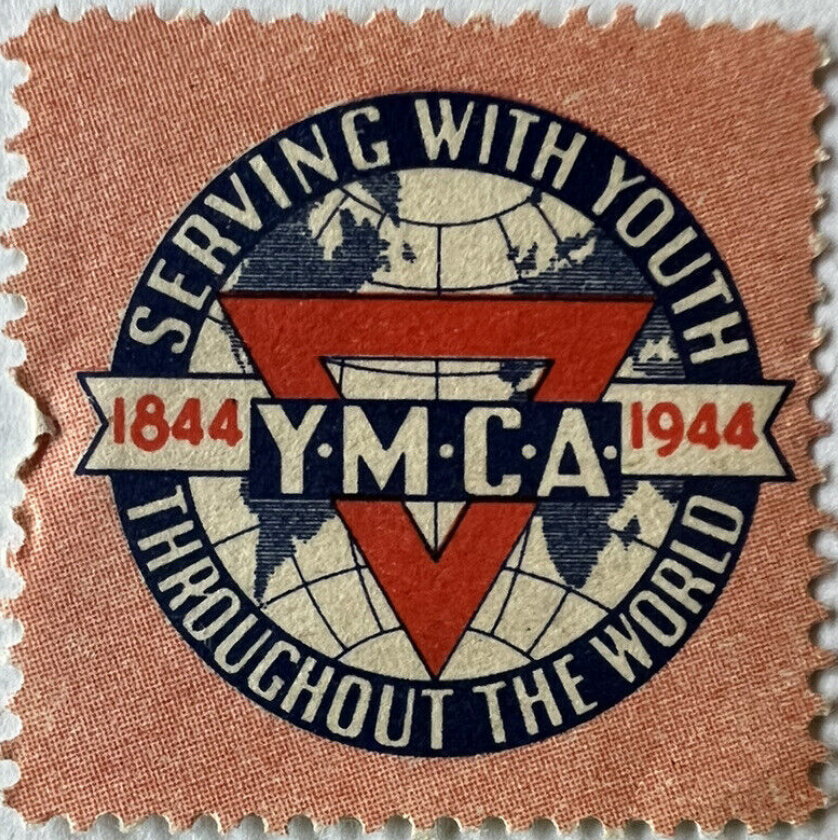 SERVING WITH YOUTH
1844 Y·M·C·A· 1944
THROUGHOUT THE WORLD